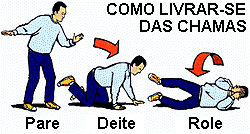 COMO LIVRAR-SE
DAS CHAMAS
Pare Deite Role